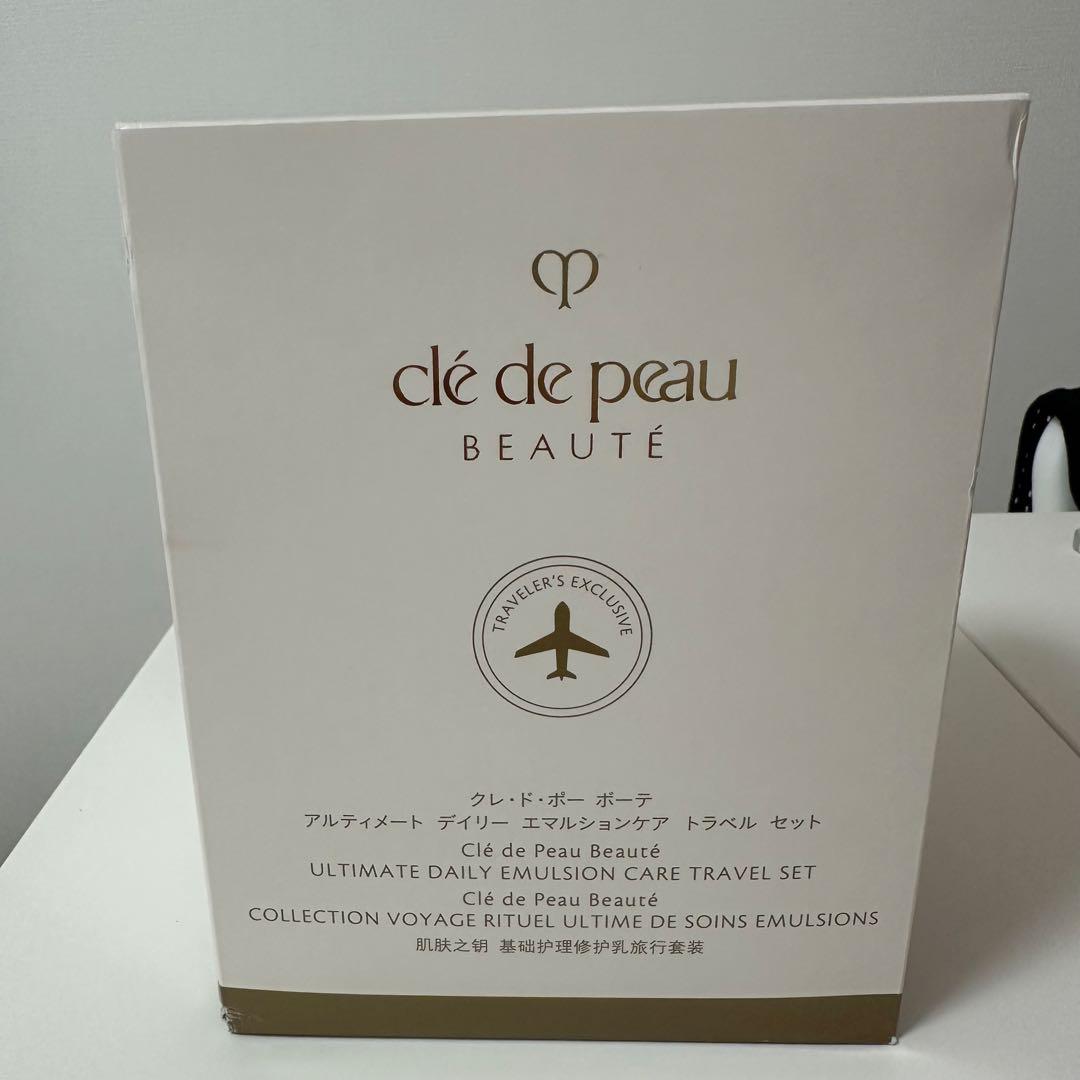 clé de peau
BEAUTÉ
TRAVELER'S EXCLUSIVE
クレ・ド・ポー ボーテ
アルティメート デイリー エマルションケア トラベル セット
Clé de Peau Beauté
ULTIMATE DAILY EMULSION CARE TRAVEL SET
Clé de Peau Beauté
COLLECTION VOYAGE RITUEL ULTIME DE SOINS EMULSIONS
肌肤之钥 基础护理修护乳旅行套装